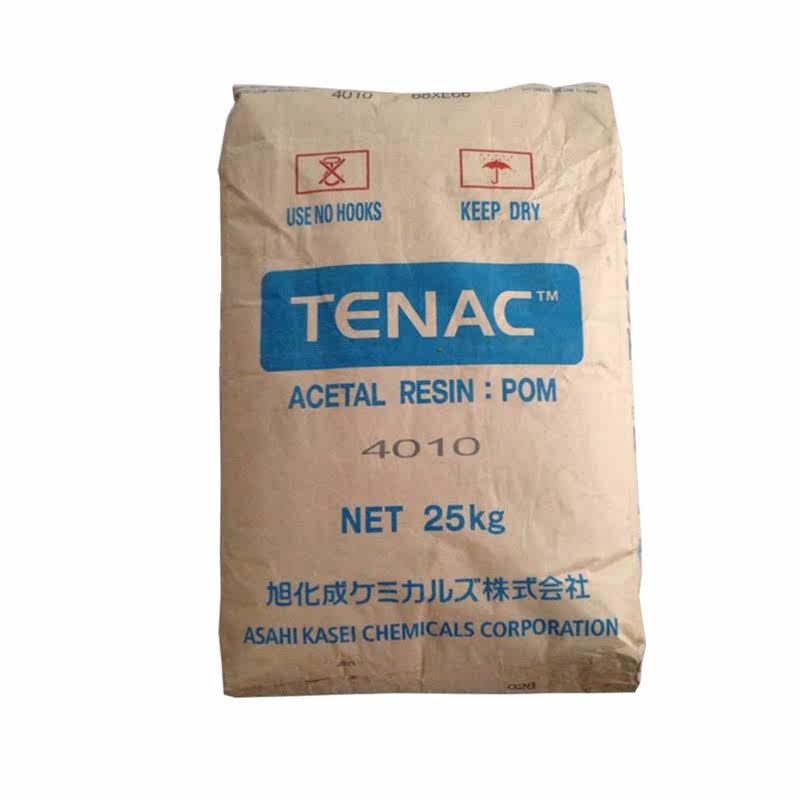 4010
USE NO HOOKS KEEP DRY
TENAC™
ACETAL RESIN : POM
4010
NET 25kg
旭化成ケミカルズ株式会社
ASAHI KASEI CHEMICALS CORPORATION
028